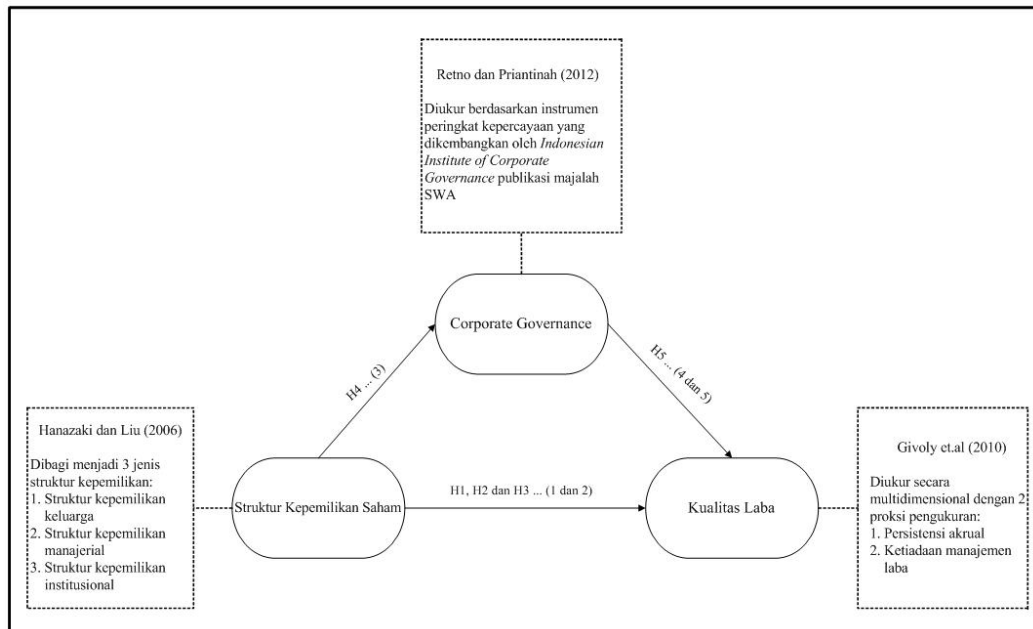 Retno dan Priantinah (2012)
Diukur berdasarkan instrumen
peringkat kepercayaan yang
dikembangkan oleh Indonesian
Institute of Corporate
Governance publikasi majalah
SWA
Corporate Governance
H4 ... (3)
H5 ... (4 dan 5)
Hanazaki dan Liu (2006)
Dibagi menjadi 3 jenis
struktur kepemilikan:
1. Struktur kepemilikan
keluarga
2. Struktur kepemilikan
manajerial
3. Struktur kepemilikan
institusional
Struktur Kepemilikan Saham
H1, H2 dan H3 ... (1 dan 2)
Kualitas Laba
Givoly et.al (2010)
Diukur secara
multidimensional dengan 2
proksi pengukuran:
1. Persistensi akrual
2. Ketiadaan manajemen
laba